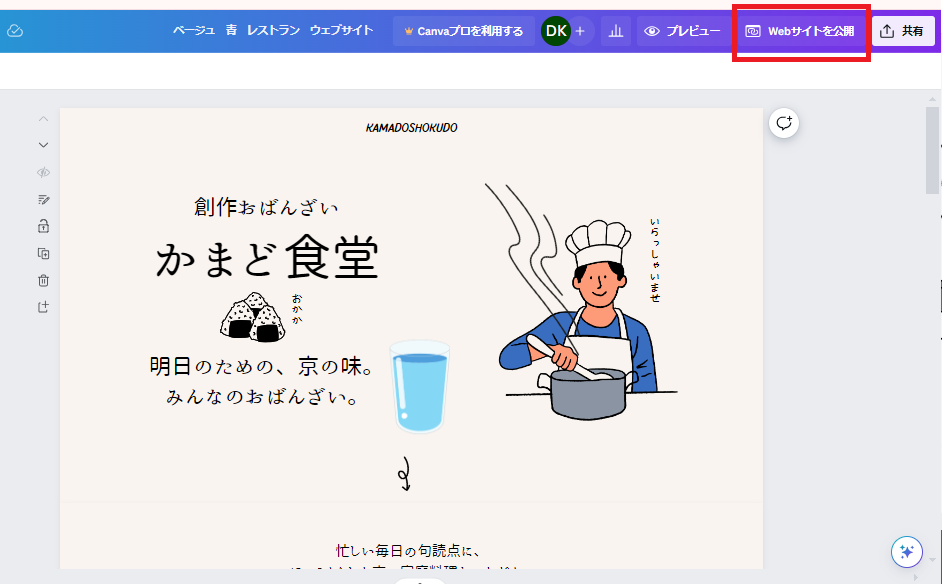 ベージュ 青 レストラン ウェブサイト
Canvaプロを利用する
DK
プレビュー
Webサイトを公開
共有
KAMADOSHOKUDO
創作おばんざい
かまど食堂
おかか
明日のための、京の味。
みんなのおばんざい。
いらっしゃいませ
忙しい毎日の句読点に、